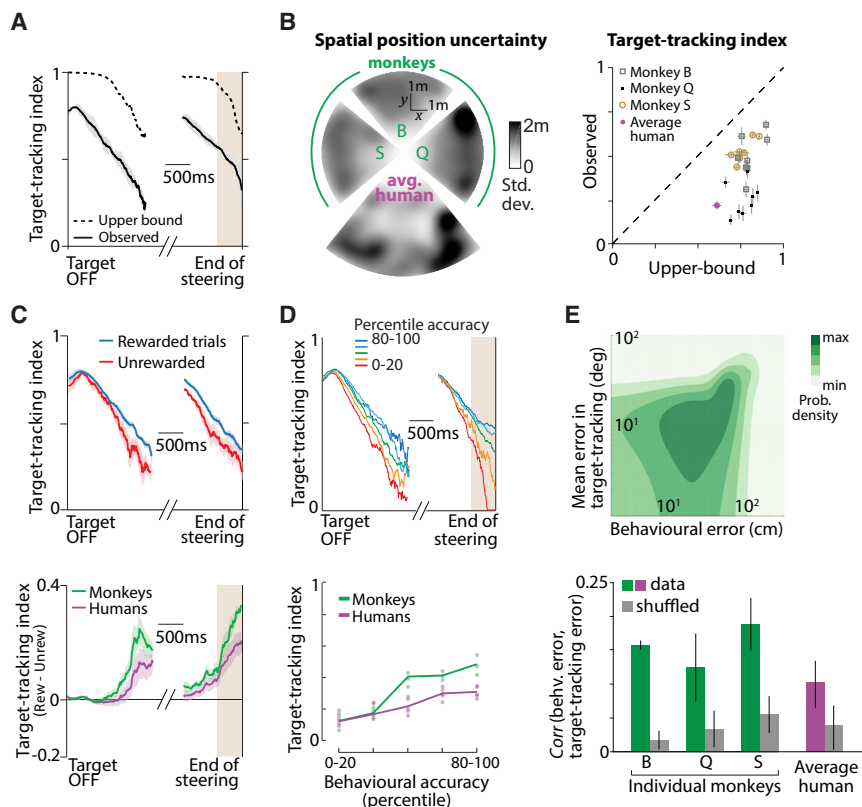 A
Target-tracking index
1
0
Upper bound
Observed
500ms
Target
OFF
End of
steering
B
Spatial position uncertainty
monkeys
1m
y
x
1m
B
S
Q
avg.
human
2m
0
Std.
dev.
Target-tracking index
Monkey B
Monkey Q
Monkey S
Average
human
Observed
1
0
1
Upper-bound
C
Target-tracking index
1
0
Rewarded trials
Unrewarded
500ms
Target
OFF
End of
steering
Target-tracking index
(Rew - Unrew)
0.4
0
-0.2
Monkeys
Humans
500ms
Target
OFF
End of
steering
D
Percentile accuracy
80-100
0-20
Target-tracking index
1
0
500ms
Target
OFF
End of
steering
Target-tracking index
1
0
Monkeys
Humans
0-20
80-100
Behavioural accuracy
(percentile)
E
Mean error in
target-tracking (deg)
10²
10¹
10¹
10²
Behavioural error (cm)
max
min
Prob.
density
Corr (behv. error,
target-tracking error)
0.25
0
data
shuffled
B
Q
S
Individual monkeys
Average
human